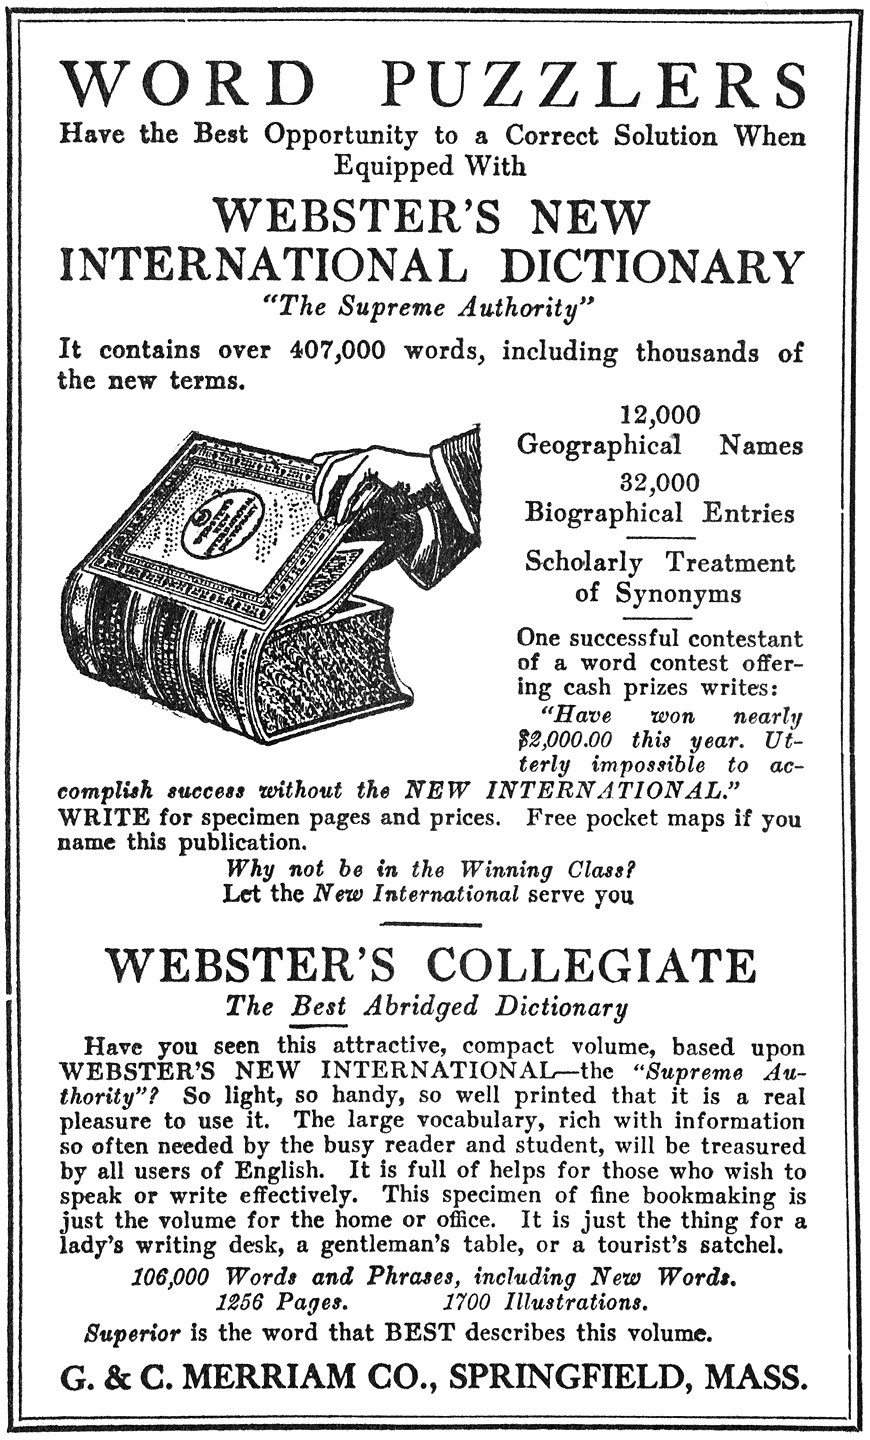 WORD PUZZLERS
Have the Best Opportunity to a Correct Solution When
Equipped With
WEBSTER'S NEW
INTERNATIONAL DICTIONARY
"The Supreme Authority"
It contains over 407,000 words, including thousands of
the new terms.
12,000
Geographical Names
32,000
Biographical Entries
Scholarly Treatment
of Synonyms
One successful contestant
of a word contest offer-
ing cash prizes writes:
"Have won nearly
$2,000.00 this year. Ut-
terly impossible to ac-
complish success without the NEW INTERNATIONAL."
WRITE for specimen pages and prices. Free pocket maps if you
name this publication.
Why not be in the Winning Class?
Let the New International serve you
WEBSTER'S COLLEGIATE
The Best Abridged Dictionary
Have you seen this attractive, compact volume, based upon
WEBSTER'S NEW INTERNATIONAL—the "Supreme Au-
thority"? So light, so handy, so well printed that it is a real
pleasure to use it. The large vocabulary, rich with information
so often needed by the busy reader and student, will be treasured
by all users of English. It is full of helps for those who wish to
speak or write effectively. This specimen of fine bookmaking is
just the volume for the home or office. It is just the thing for a
lady's writing desk, a gentleman's table, or a tourist's satchel.
106,000 Words and Phrases, including New Words.
1256 Pages. 1700 Illustrations.
Superior is the word that BEST describes this volume.
G. & C. MERRIAM CO., SPRINGFIELD, MASS.